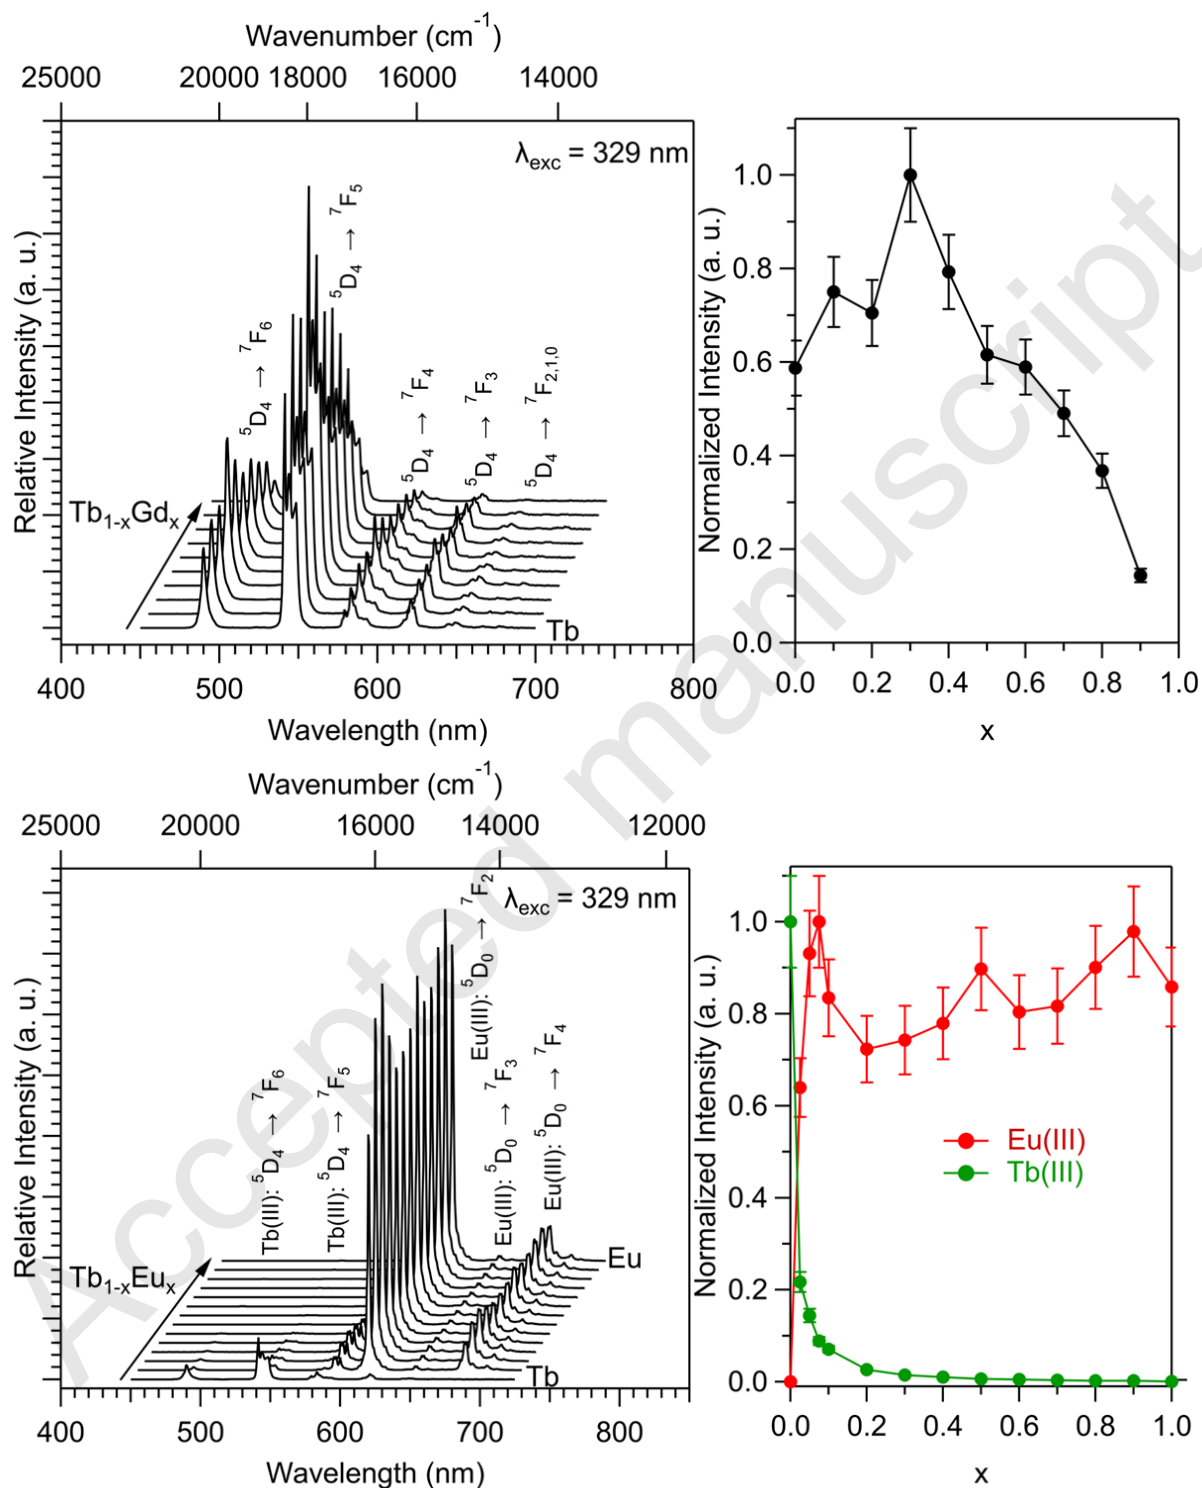 Wavenumber (cm⁻¹)
25000 20000 18000 16000 14000
λexc = 329 nm
Relative Intensity (a. u.)
⁵D₄ → ⁷F₆
⁵D₄ → ⁷F₅
⁵D₄ → ⁷F₄
⁵D₄ → ⁷F₃
⁵D₄ → ⁷F₂,₁,₀
Tb₁₋ₓGdₓ
Tb
400 500 600 700 800
Wavelength (nm)
Normalized Intensity (a. u.)
1.0
0.8
0.6
0.4
0.2
0.0
0.0 0.2 0.4 0.6 0.8 1.0
x
Wavenumber (cm⁻¹)
25000 20000 16000 14000 12000
λexc = 329 nm
Relative Intensity (a. u.)
Tb(III): ⁵D₄ → ⁷F₆
Tb(III): ⁵D₄ → ⁷F₅
Eu(III): ⁵D₀ → ⁷F₂
Eu(III): ⁵D₀ → ⁷F₃
Eu(III): ⁵D₀ → ⁷F₄
Tb₁₋ₓEuₓ
Eu
Tb
400 500 600 700 800
Wavelength (nm)
Normalized Intensity (a. u.)
1.0
0.8
0.6
0.4
0.2
0.0
Eu(III)
Tb(III)
0.0 0.2 0.4 0.6 0.8 1.0
x
Accepted manuscript